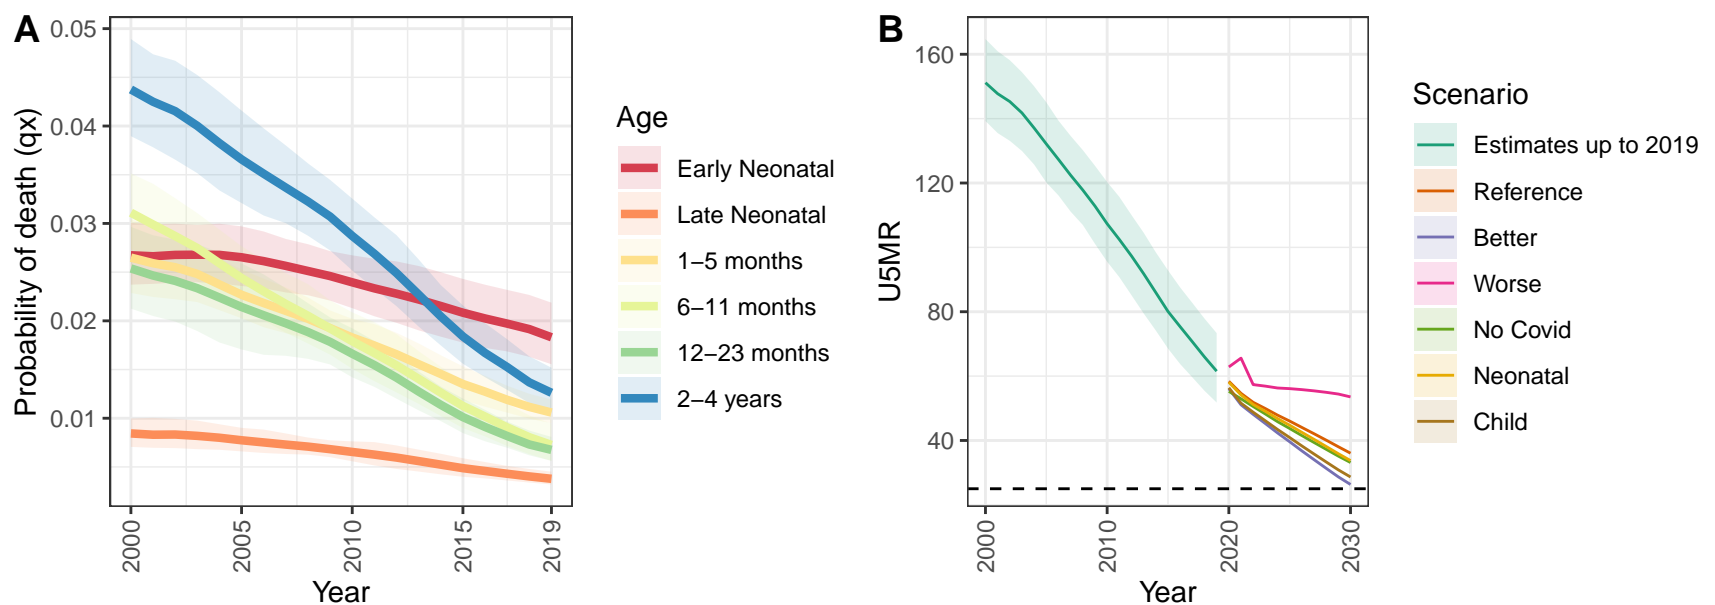 A
Probability of death (qx)
0.05
0.04
0.03
0.02
0.01
2000
2005
2010
2015
2019
Year
Age
Early Neonatal
Late Neonatal
1−5 months
6−11 months
12−23 months
2−4 years
B
U5MR
160
120
80
40
2000
2010
2020
2030
Year
Scenario
Estimates up to 2019
Reference
Better
Worse
No Covid
Neonatal
Child